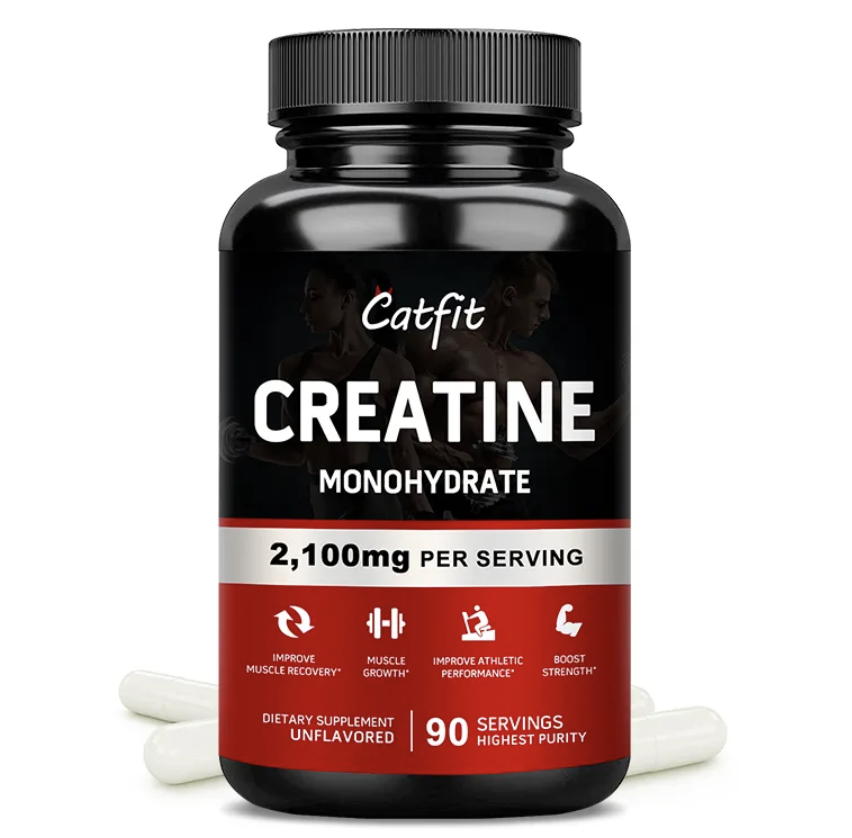 Catfit
CREATINE
MONOHYDRATE
2,100mg PER SERVING
IMPROVE
MUSCLE RECOVERY*
MUSCLE
GROWTH*
IMPROVE ATHLETIC
PERFORMANCE*
BOOST
STRENGTH*
DIETARY SUPPLEMENT
UNFLAVORED
90 SERVINGS
HIGHEST PURITY